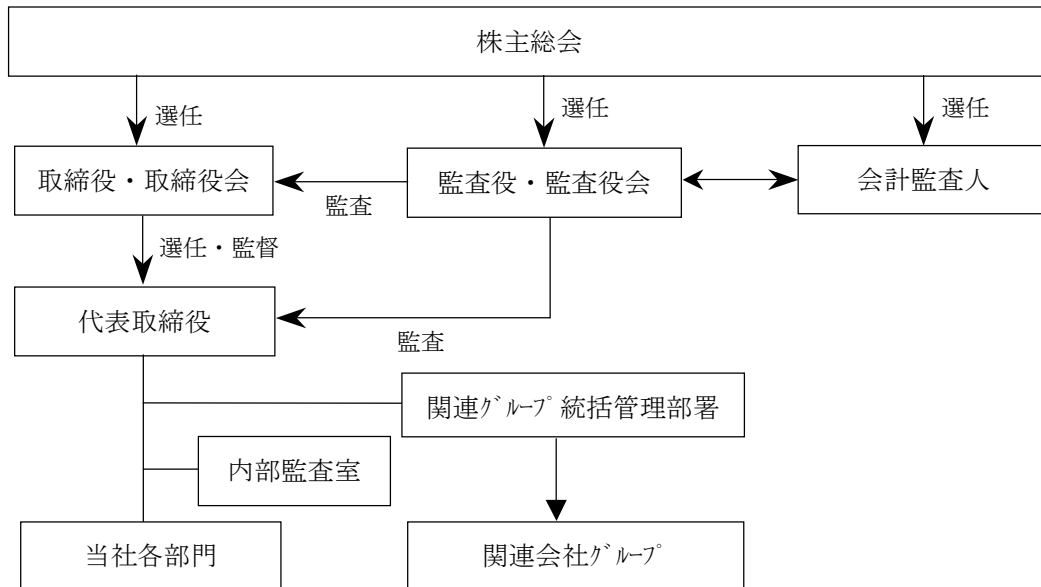 株主総会
選任
選任
選任
取締役・取締役会
監査役・監査役会
会計監査人
監査
選任・監督
代表取締役
監査
関連ｸﾞﾙｰﾌﾟ統括管理部署
内部監査室
当社各部門
関連会社ｸﾞﾙｰﾌﾟ